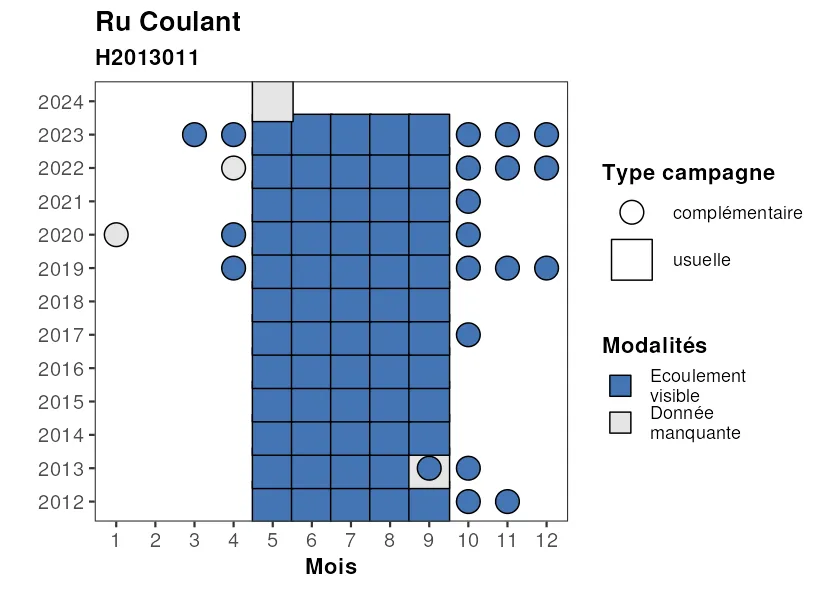 Ru Coulant
H2013011
2024
2023
2022
2021
2020
2019
2018
2017
2016
2015
2014
2013
2012
1 2 3 4 5 6 7 8 9 10 11 12
Mois
Type campagne
complémentaire
usuelle
Modalités
Ecoulement
visible
Donnée
manquante